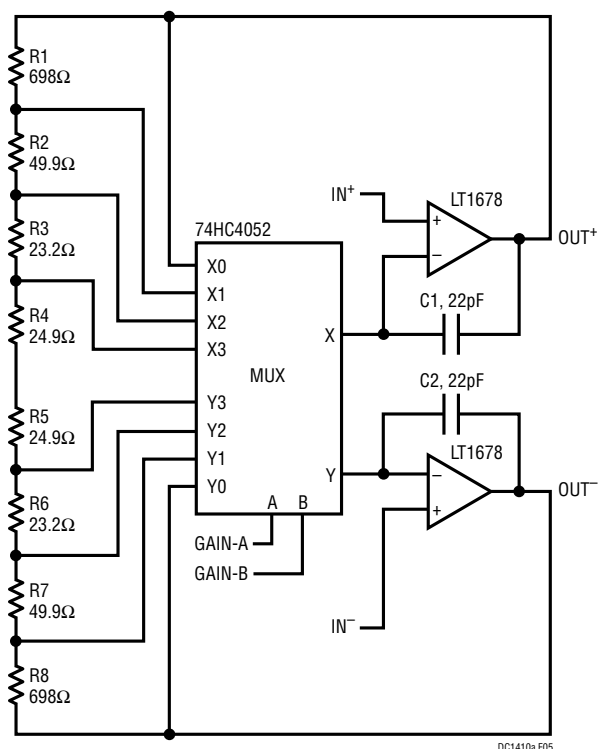 R1
698Ω
R2
49.9Ω
R3
23.2Ω
R4
24.9Ω
R5
24.9Ω
R6
23.2Ω
R7
49.9Ω
R8
698Ω
74HC4052
X0
X1
X2
X3
Y3
Y2
Y1
Y0
MUX
X
Y
A B
GAIN-A
GAIN-B
IN+
LT1678
+
−
OUT+
C1, 22pF
C2, 22pF
LT1678
−
+
OUT−
IN−
DC1410a F05